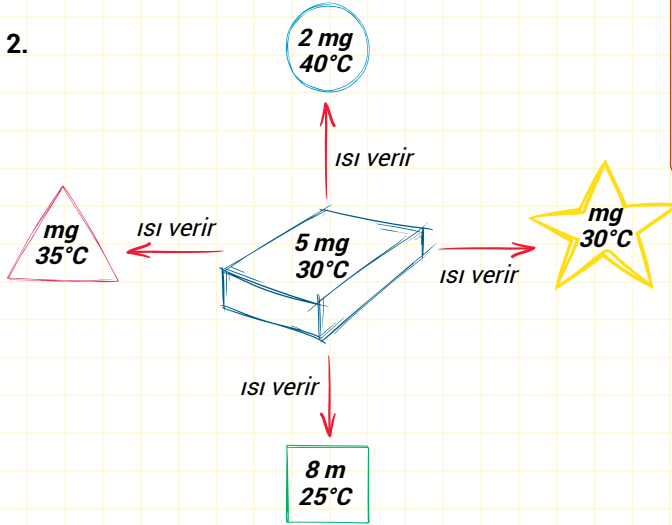 2.
2 mg
40°C
ısı verir
mg
35°C
ısı verir
5 mg
30°C
ısı verir
mg
30°C
ısı verir
8 m
25°C